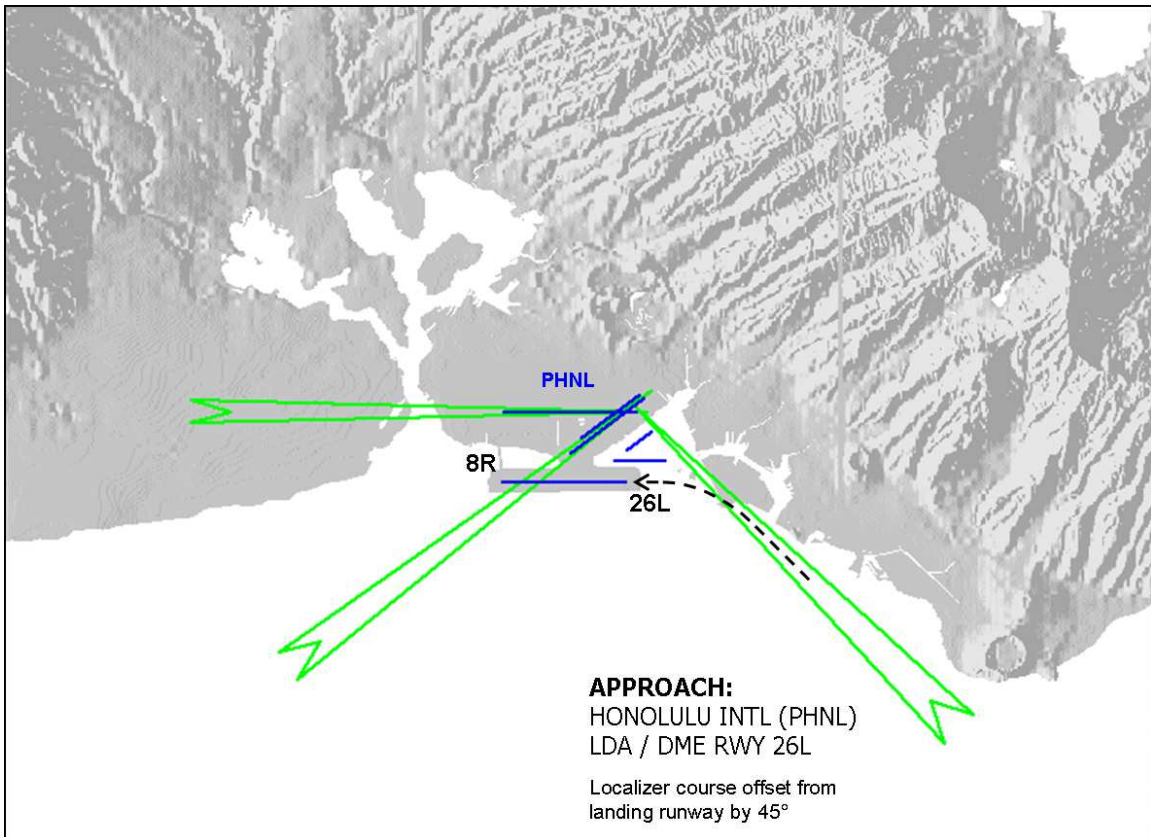 PHNL
8R
26L
APPROACH:
HONOLULU INTL (PHNL)
LDA / DME RWY 26L
Localizer course offset from
landing runway by 45°